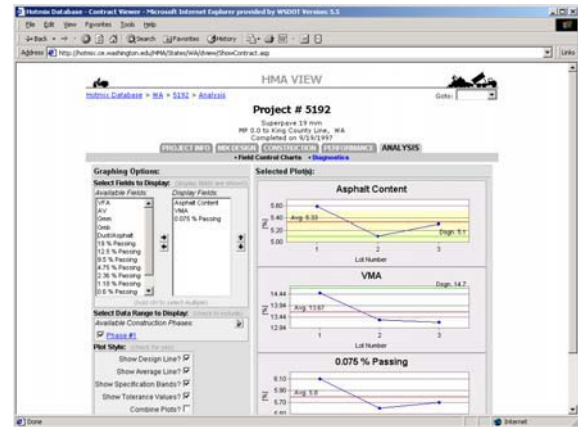 Hotmix Database - Contract Viewer - Microsoft Internet Explorer provided by WSDOT Version: 5.5
File Edit View Favorites Tools Help
Back Search Favorites History
Address http://hotmix.ce.washington.edu/HMA/States/WA/dview/ShowContract.asp Links
HMA VIEW
Hotmix Database > WA > 5192 > Analysis
Goto:
Project # 5192
Superpave 19 mm
MP 0.0 to King County Line, WA
Completed on 9/19/1997
PROJECT INFO MIX DESIGN CONSTRUCTION PERFORMANCE ANALYSIS
• Field Control Charts • Diagnostics
Graphing Options:
Select Fields to Display:
Available Fields: Display Fields:
VFA
AV
Gmm
Gmb
Dust/Asphalt
19 % Passing
12.5 % Passing
9.5 % Passing
4.75 % Passing
2.36 % Passing
1.18 % Passing
0.6 % Passing
Asphalt Content
VMA
0.075 % Passing
(hold ctrl to select multiple)
Select Data Range to Display:
Available Construction Phases:
Phase #1
Plot Style:
Show Design Line?
Show Average Line?
Show Specification Bands?
Show Tolerance Values?
Combine Plots?
Selected Plot(s):
Asphalt Content
5.60
5.40
5.20
5.00
[%]
Avg. 5.33
Dsgn. 5.1
1 2 3
Lot Number
VMA
Dsgn. 14.7
14.44
13.94
13.44
12.94
[%]
Avg. 13.67
1 2 3
Lot Number
0.075 % Passing
6.10
5.90
5.70
[%]
Avg. 5.8
Done Internet